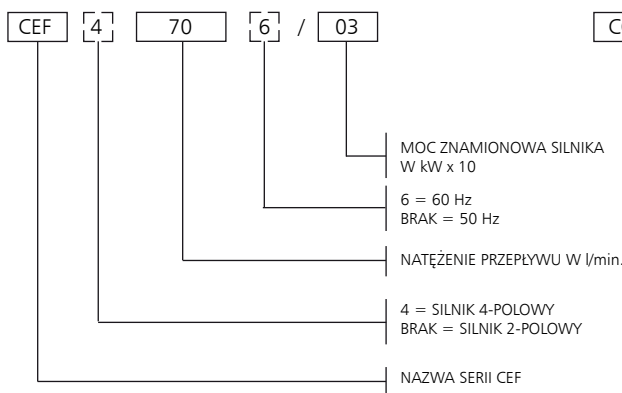 CEF 4 70 6 / 03
MOC ZNAMIONOWA SILNIKA
W kW x 10
6 = 60 Hz
BRAK = 50 Hz
NATĘŻENIE PRZEPŁYWU W l/min.
4 = SILNIK 4-POLOWY
BRAK = SILNIK 2-POLOWY
NAZWA SERII CEF